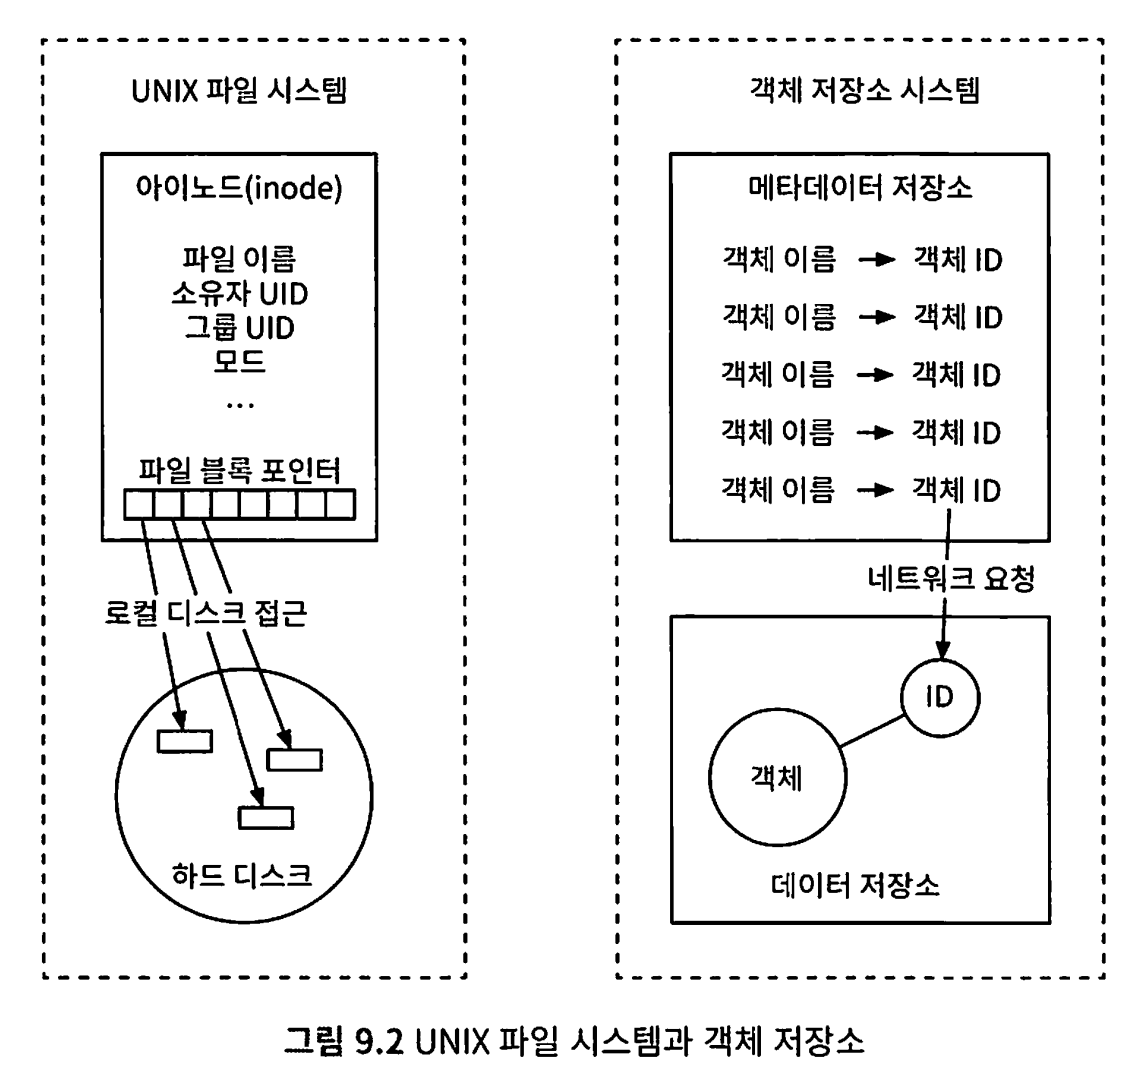 UNIX 파일 시스템
아이노드(inode)
파일 이름
소유자 UID
그룹 UID
모드
...
파일 블록 포인터
로컬 디스크 접근
하드 디스크
객체 저장소 시스템
메타데이터 저장소
객체 이름 → 객체 ID
객체 이름 → 객체 ID
객체 이름 → 객체 ID
객체 이름 → 객체 ID
객체 이름 → 객체 ID
네트워크 요청
ID
객체
데이터 저장소
그림 9.2 UNIX 파일 시스템과 객체 저장소